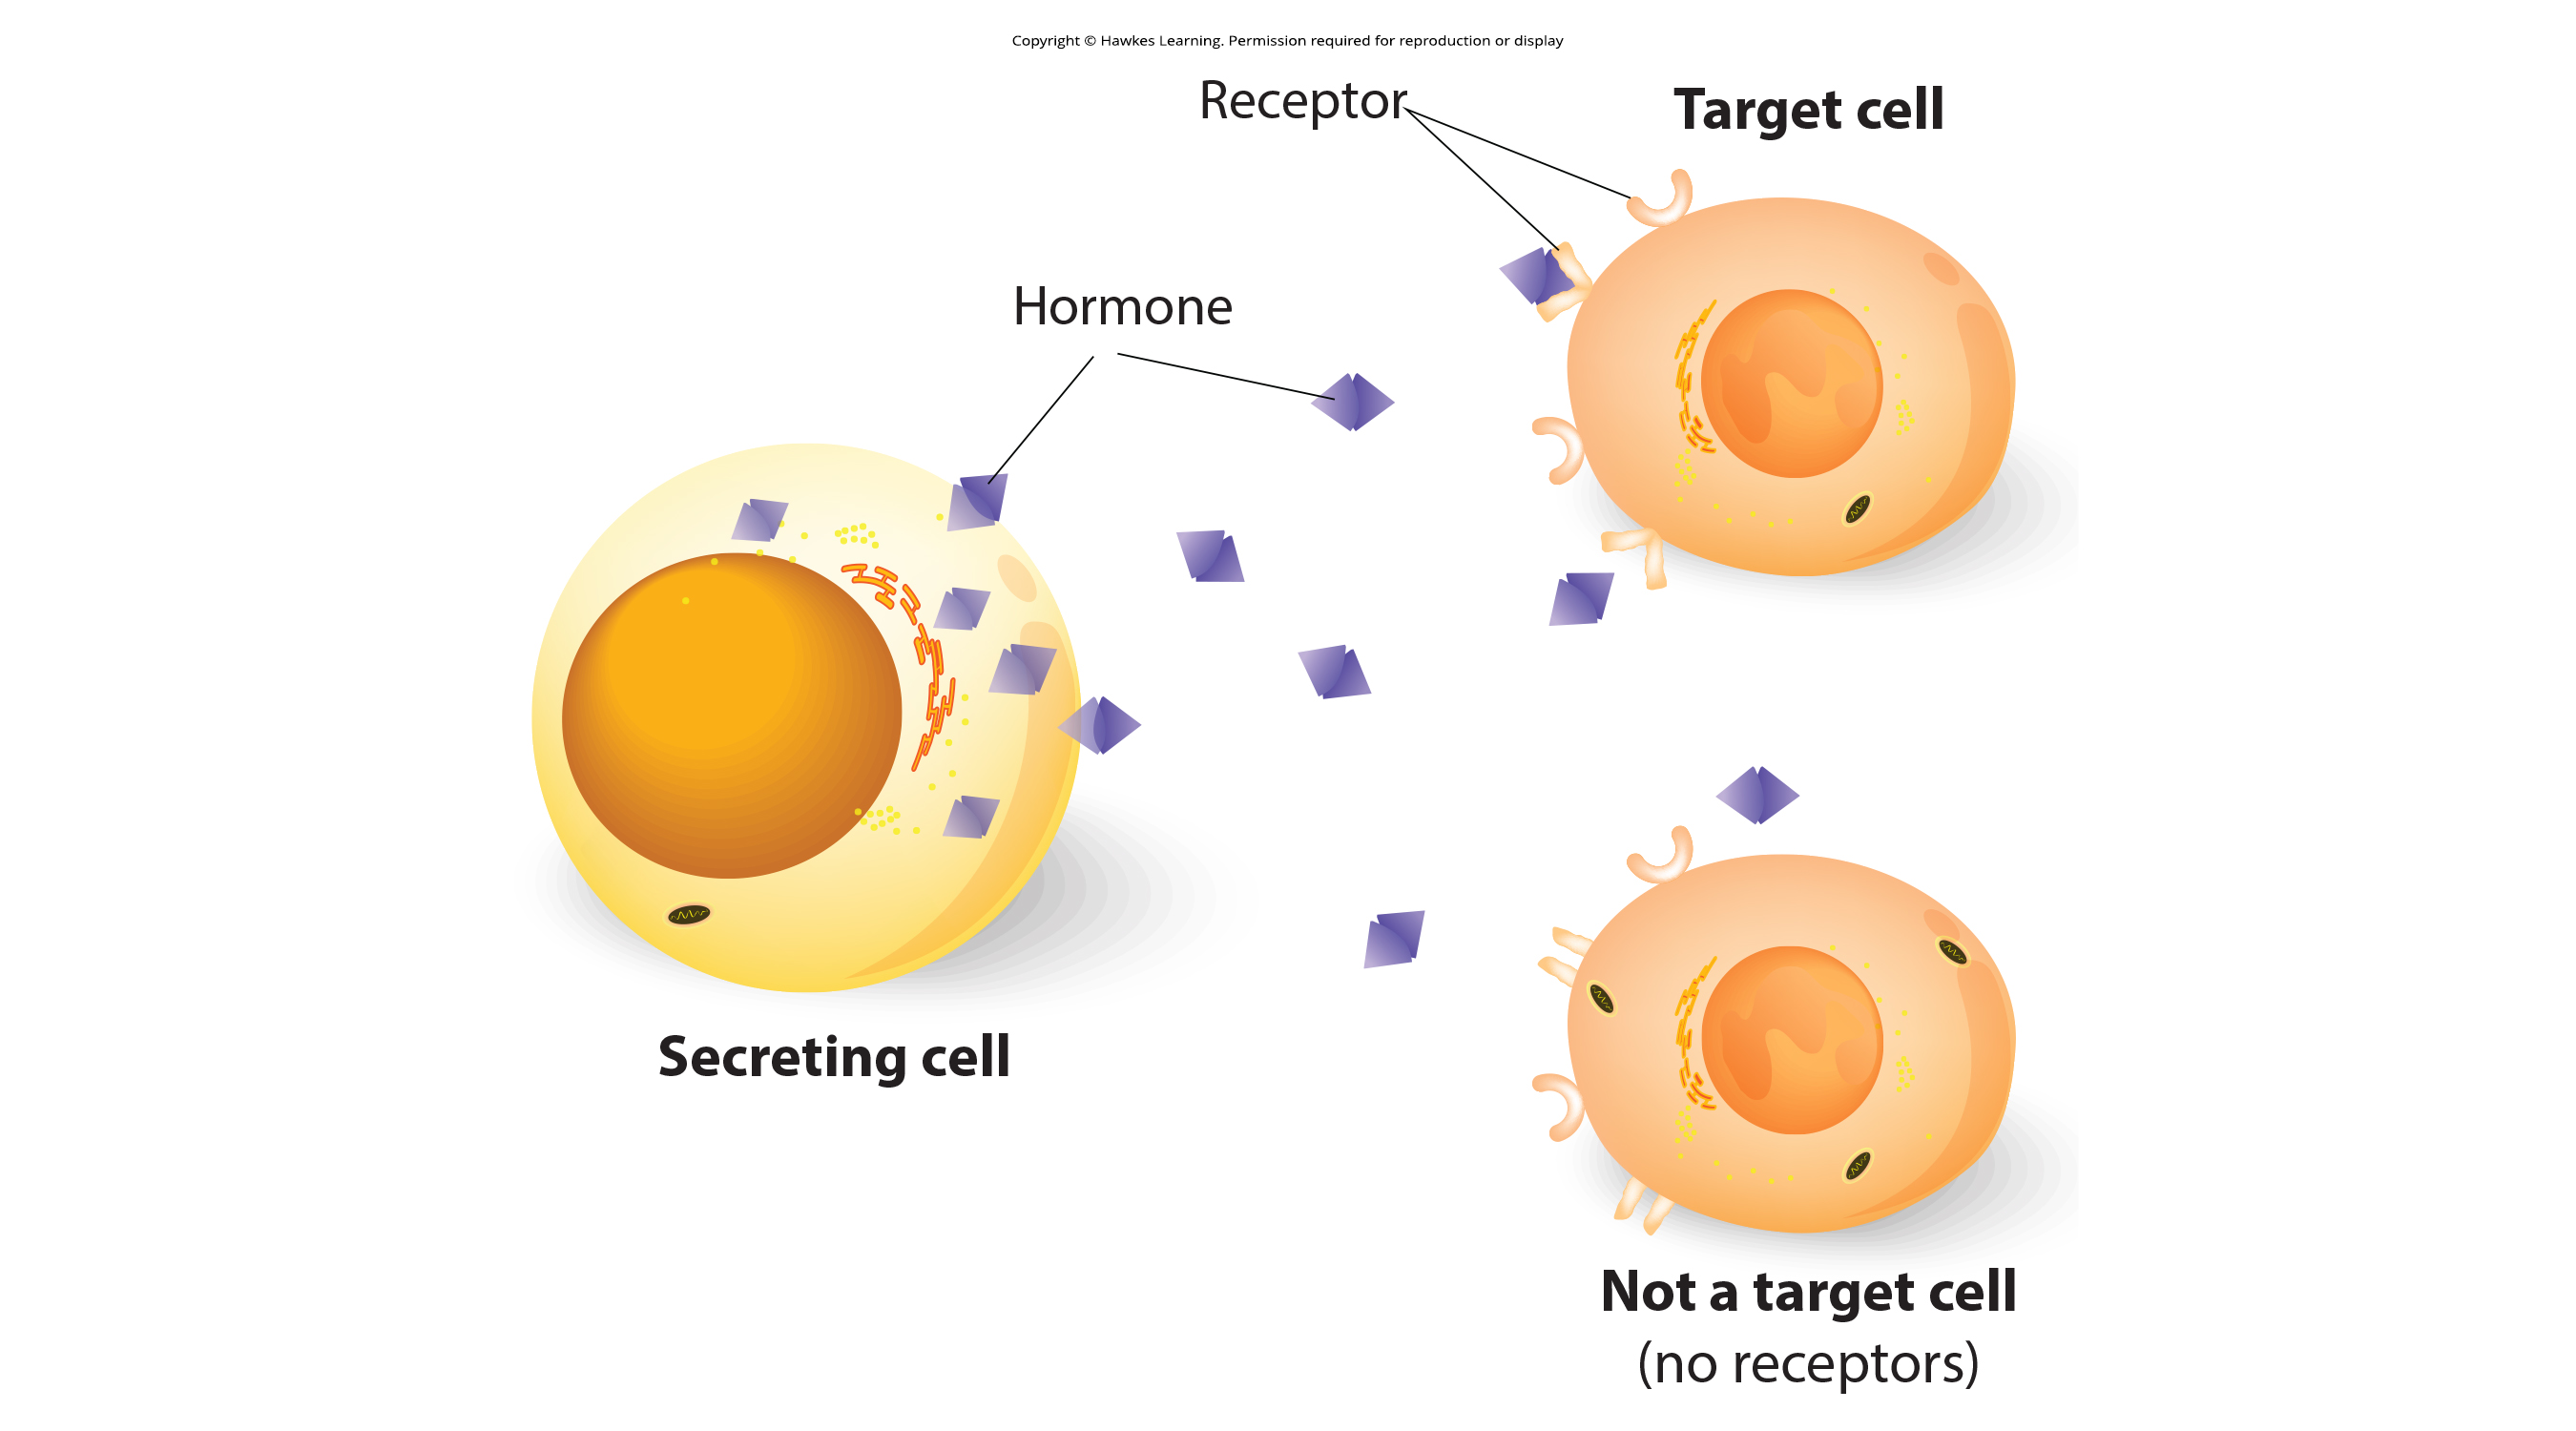 Copyright © Hawkes Learning. Permission required for reproduction or display
Receptor
Target cell
Hormone
Secreting cell
Not a target cell
(no receptors)